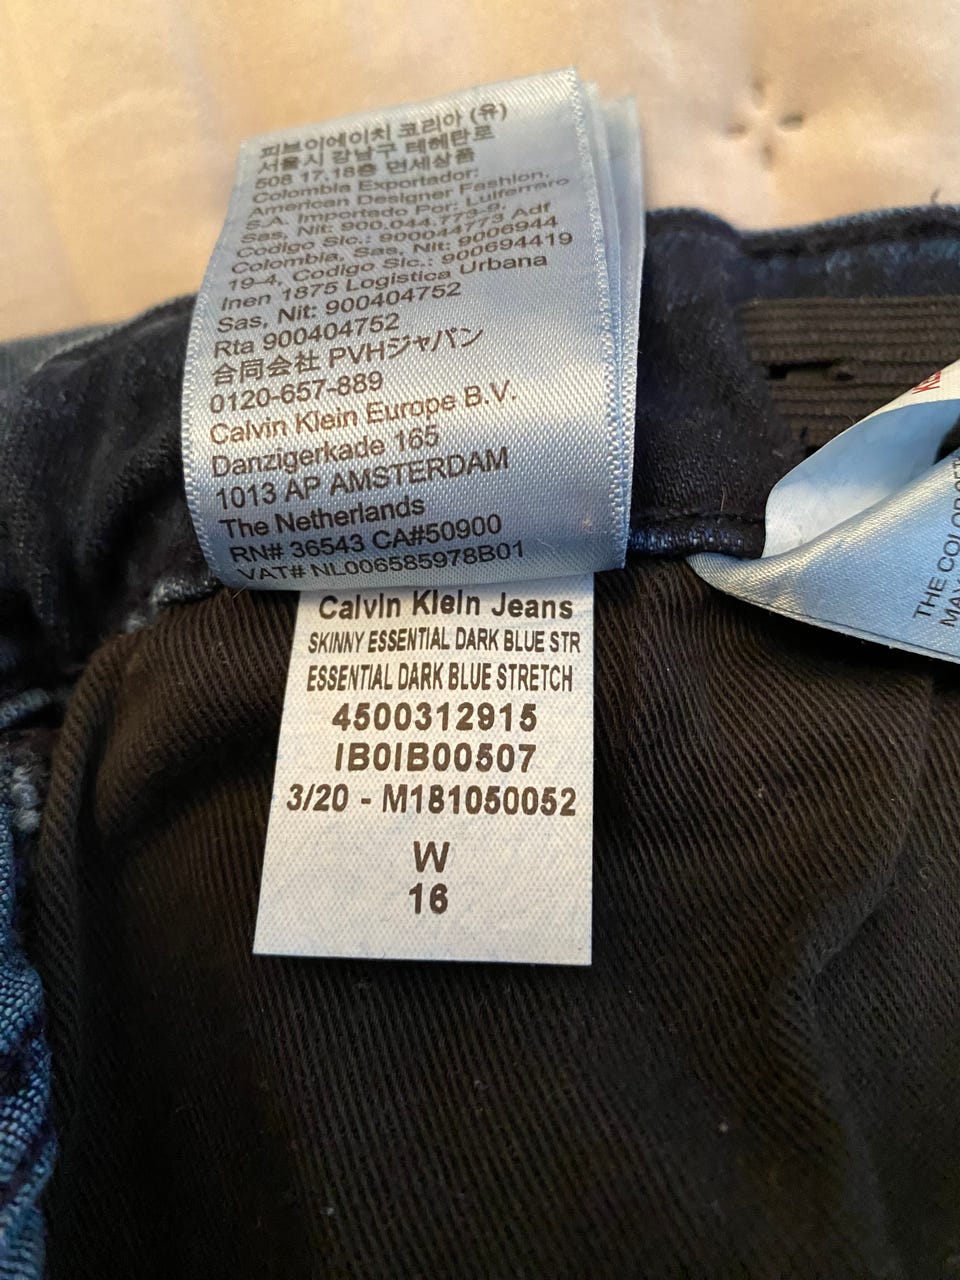 피브이에이치 코리아 (유)
서울시 강남구 테헤란로
508 17,18층 면세상품
Colombia Exportador:
American Designer Fashion,
S.A. Importado Por: Luiferraro
Sas, Nit: 900.044.773-9,
Codigo Sic.: 9000447773 Adf
Colombia, Sas, Nit: 9006944
19-4, Codigo Sic.: 900694419
Inen 1875 Logistica Urbana
Sas, Nit: 900404752
Rta 900404752
合同会社 PVHジャパン
0120-657-889
Calvin Klein Europe B.V.
Danzigerkade 165
1013 AP AMSTERDAM
The Netherlands
RN# 36543 CA#50900
VAT# NL006585978B01
Calvin Klein Jeans
SKINNY ESSENTIAL DARK BLUE STR
ESSENTIAL DARK BLUE STRETCH
4500312915
IB0IB00507
3/20 - M181050052
W
16
THE COLOR
MAY